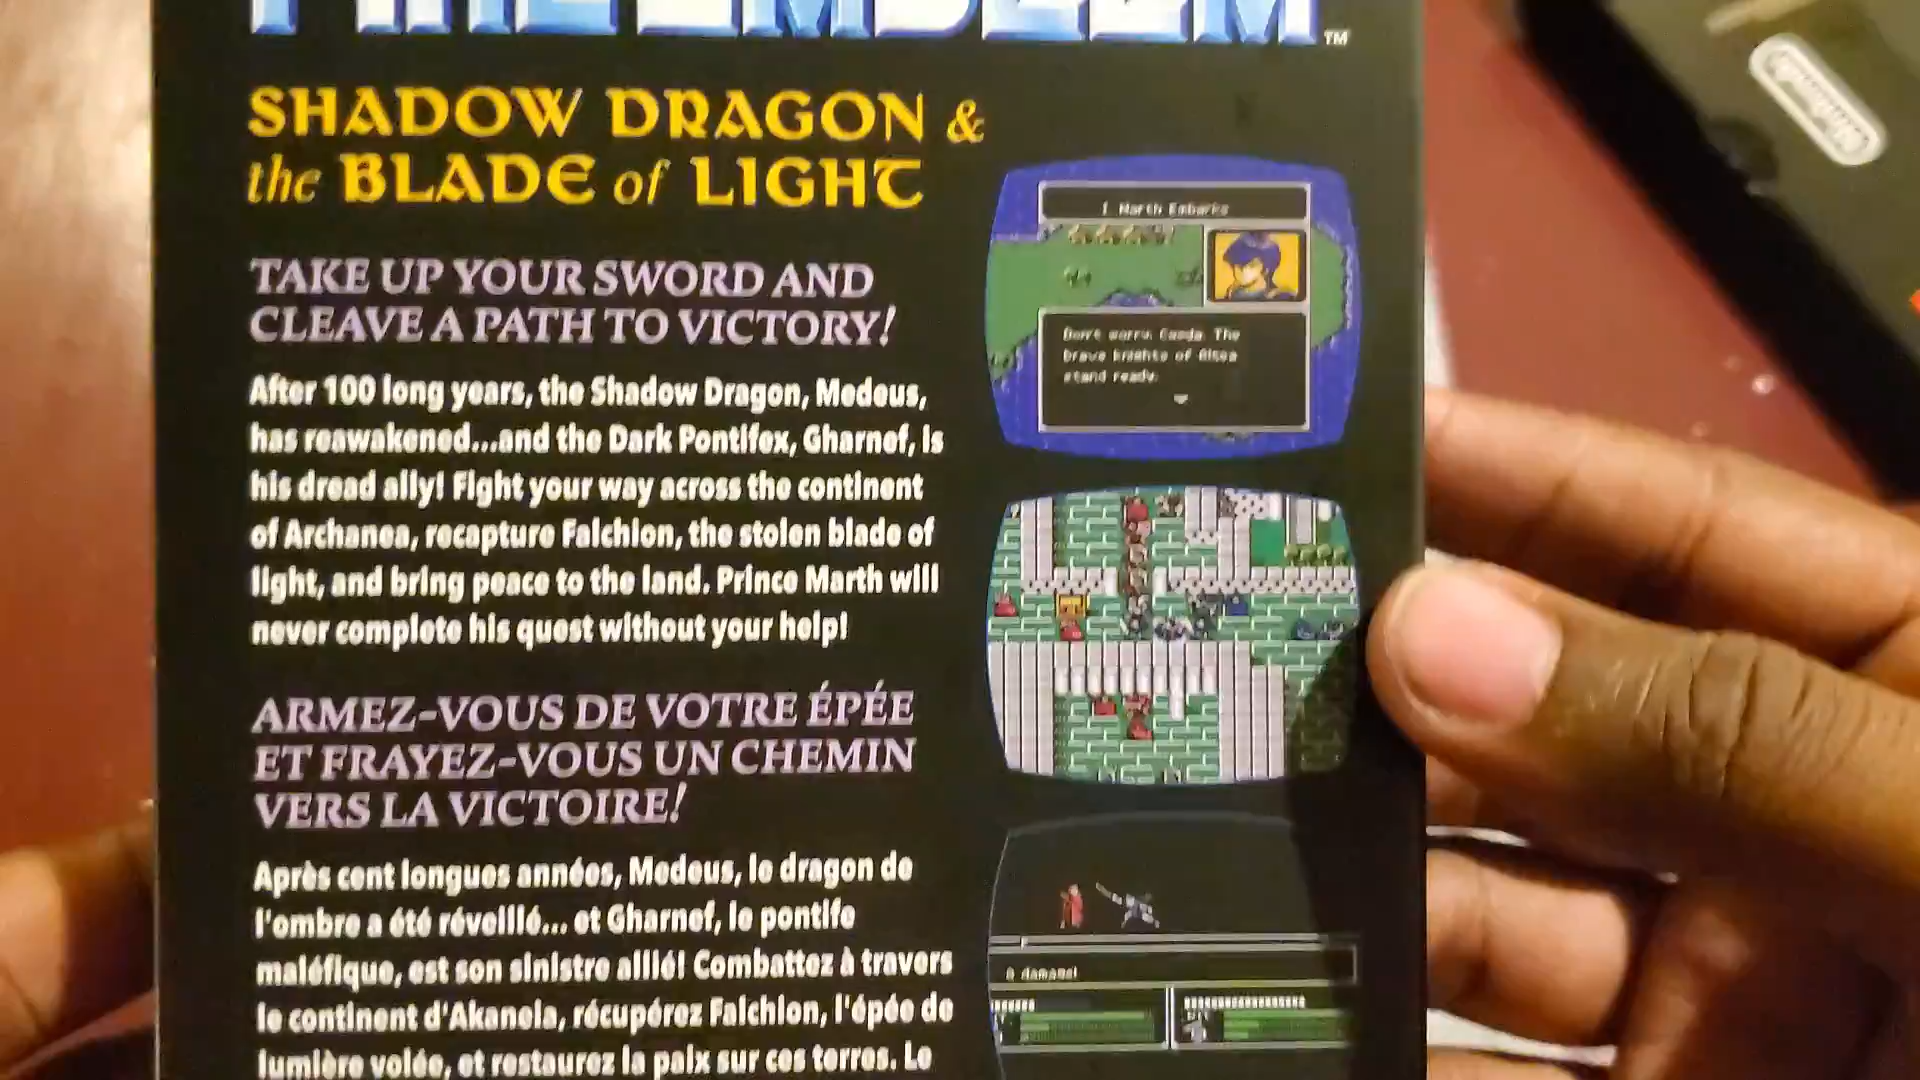 FIRE EMBLEM™
SHADOW DRAGON &
the BLADE of LIGHT
TAKE UP YOUR SWORD AND
CLEAVE A PATH TO VICTORY!
After 100 long years, the Shadow Dragon, Medeus,
has reawakened...and the Dark Pontifex, Gharnef, is
his dread ally! Fight your way across the continent
of Archanea, recapture Falchion, the stolen blade of
light, and bring peace to the land. Prince Marth will
never complete his quest without your help!
ARMEZ-VOUS DE VOTRE ÉPÉE
ET FRAYEZ-VOUS UN CHEMIN
VERS LA VICTOIRE!
Après cent longues années, Medeus, le dragon de
l'ombre a été réveillé... et Gharnef, le pontife
maléfique, est son sinistre allié! Combattez à travers
le continent d'Akaneia, récupérez Falchion, l'épée de
lumière volée, et restaurez la paix sur ces terres. Le
1 Marth Embarks
Don't worry, Caeda. The
brave knights of Altea
stand ready.
damage!
Nintendo